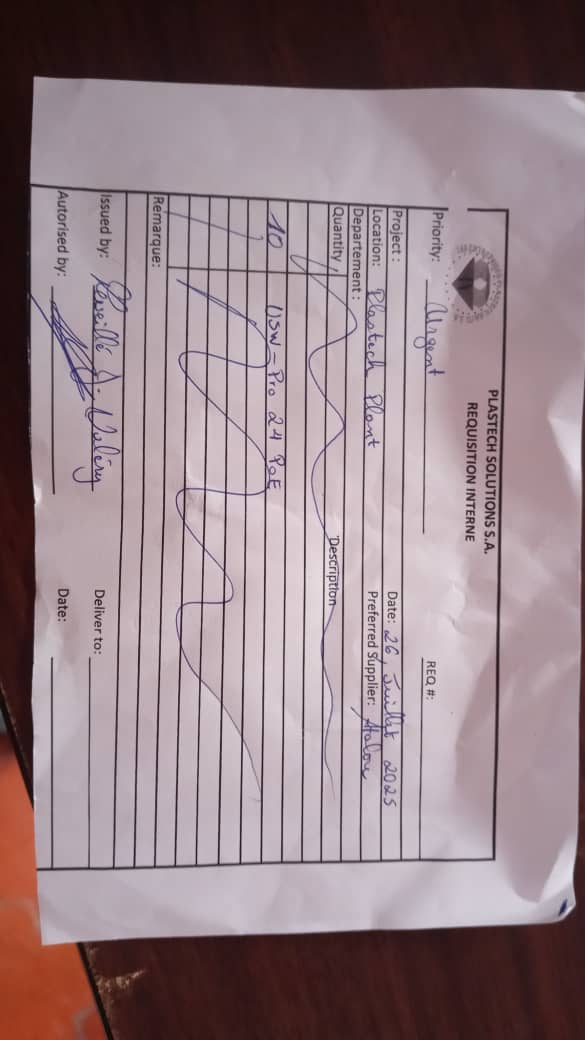 PLASTECH SOLUTIONS S.A.
REQUISITION INTERNE
Priority: Urgent REQ #:
Project : Date: 26, Juillet 2025
Location: Plastech Plant Preferred Supplier:
Departement :
Quantity Description
10 USW-Pro 24 PoE
Remarque:
Issued by: Deliver to:
Autorised by: Date: